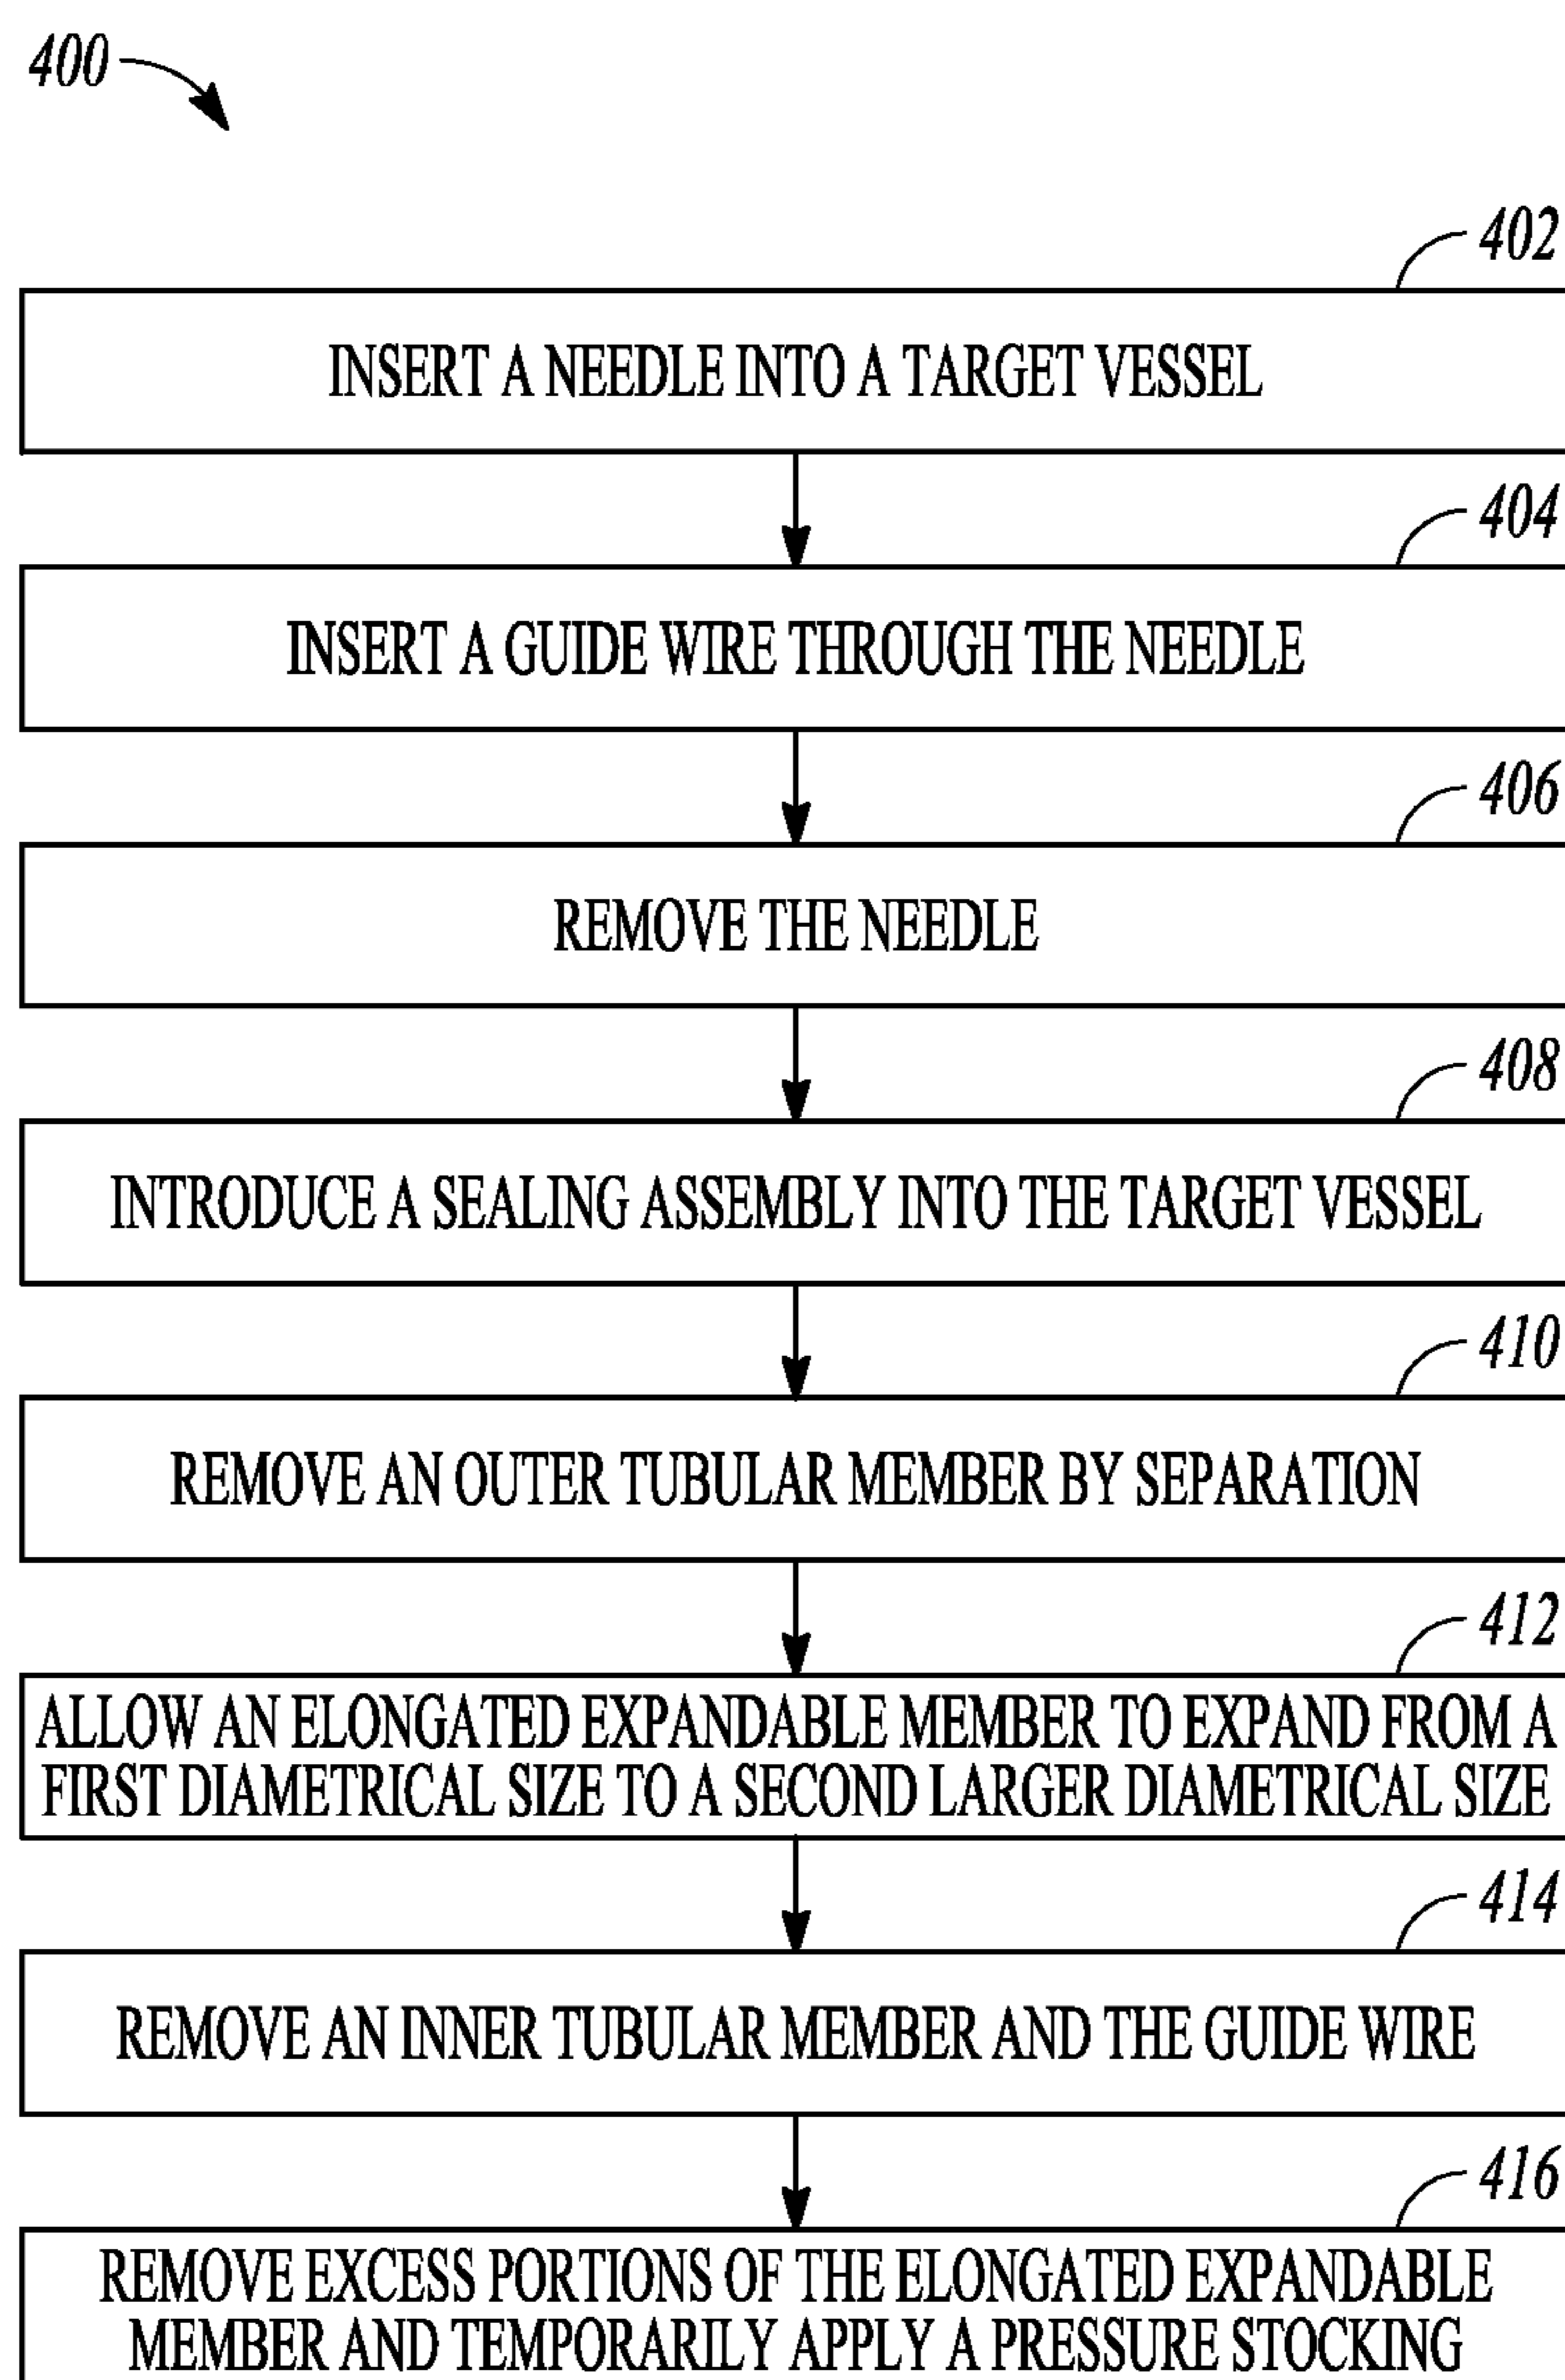 400
402
INSERT A NEEDLE INTO A TARGET VESSEL
404
INSERT A GUIDE WIRE THROUGH THE NEEDLE
406
REMOVE THE NEEDLE
408
INTRODUCE A SEALING ASSEMBLY INTO THE TARGET VESSEL
410
REMOVE AN OUTER TUBULAR MEMBER BY SEPARATION
412
ALLOW AN ELONGATED EXPANDABLE MEMBER TO EXPAND FROM A
FIRST DIAMETRICAL SIZE TO A SECOND LARGER DIAMETRICAL SIZE
414
REMOVE AN INNER TUBULAR MEMBER AND THE GUIDE WIRE
416
REMOVE EXCESS PORTIONS OF THE ELONGATED EXPANDABLE
MEMBER AND TEMPORARILY APPLY A PRESSURE STOCKING